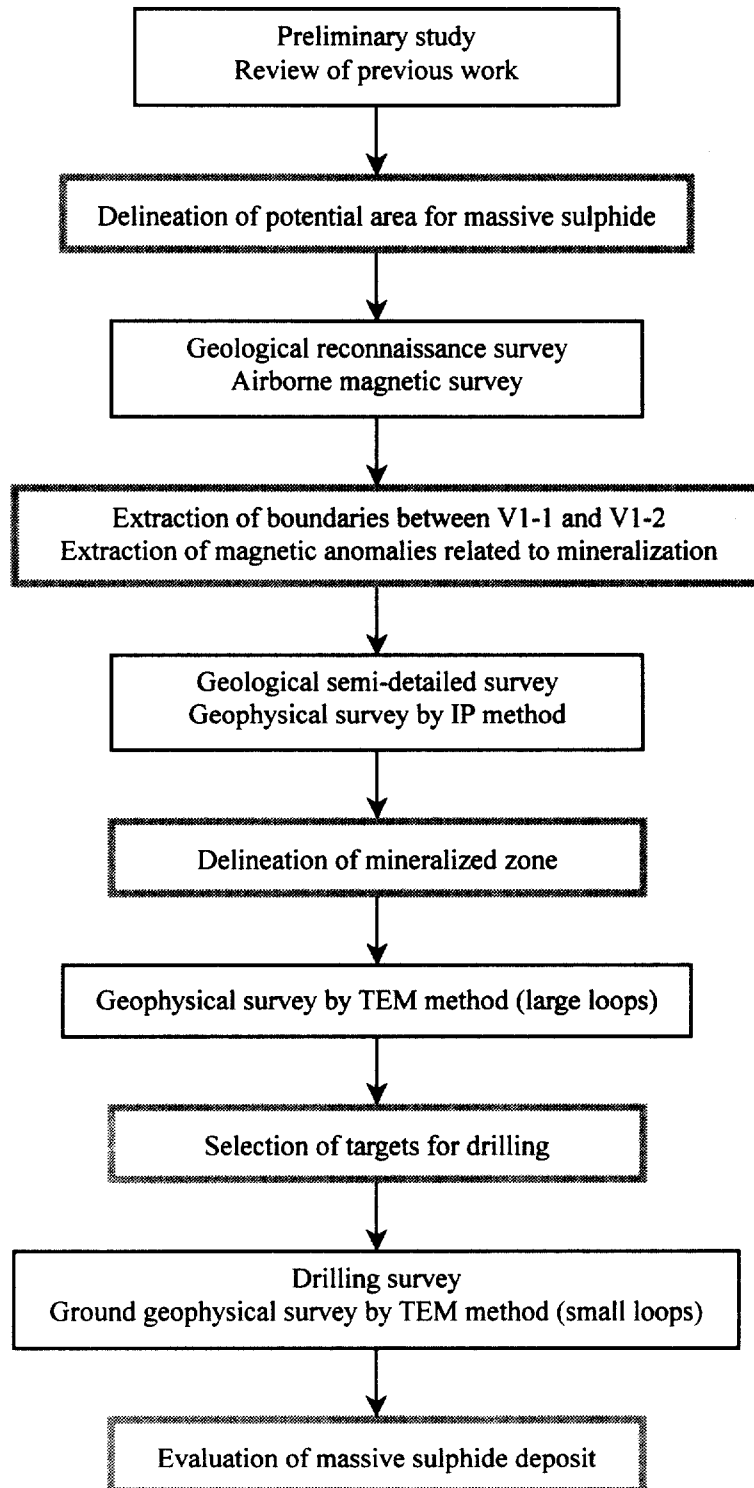 Preliminary study
Review of previous work
Delineation of potential area for massive sulphide
Geological reconnaissance survey
Airborne magnetic survey
Extraction of boundaries between V1-1 and V1-2
Extraction of magnetic anomalies related to mineralization
Geological semi-detailed survey
Geophysical survey by IP method
Delineation of mineralized zone
Geophysical survey by TEM method (large loops)
Selection of targets for drilling
Drilling survey
Ground geophysical survey by TEM method (small loops)
Evaluation of massive sulphide deposit